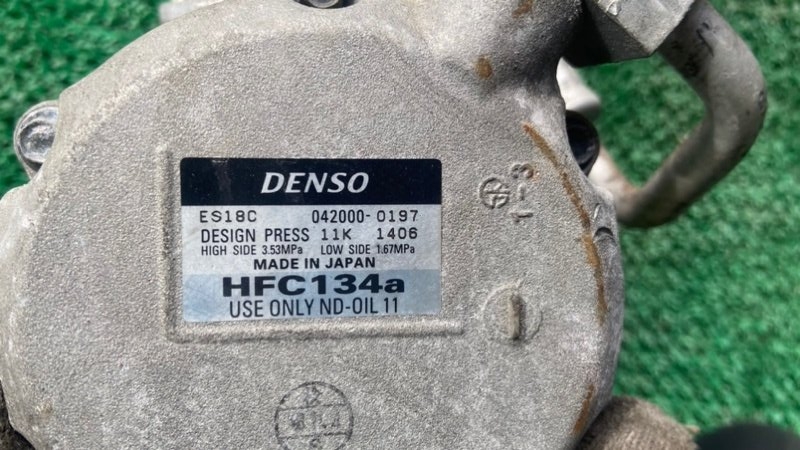 DENSO
ES18C 042000-0197
DESIGN PRESS 11K 1406
HIGH SIDE 3.53MPa LOW SIDE 1.67MPa
MADE IN JAPAN
HFC134a
USE ONLY ND-OIL 11
1-3